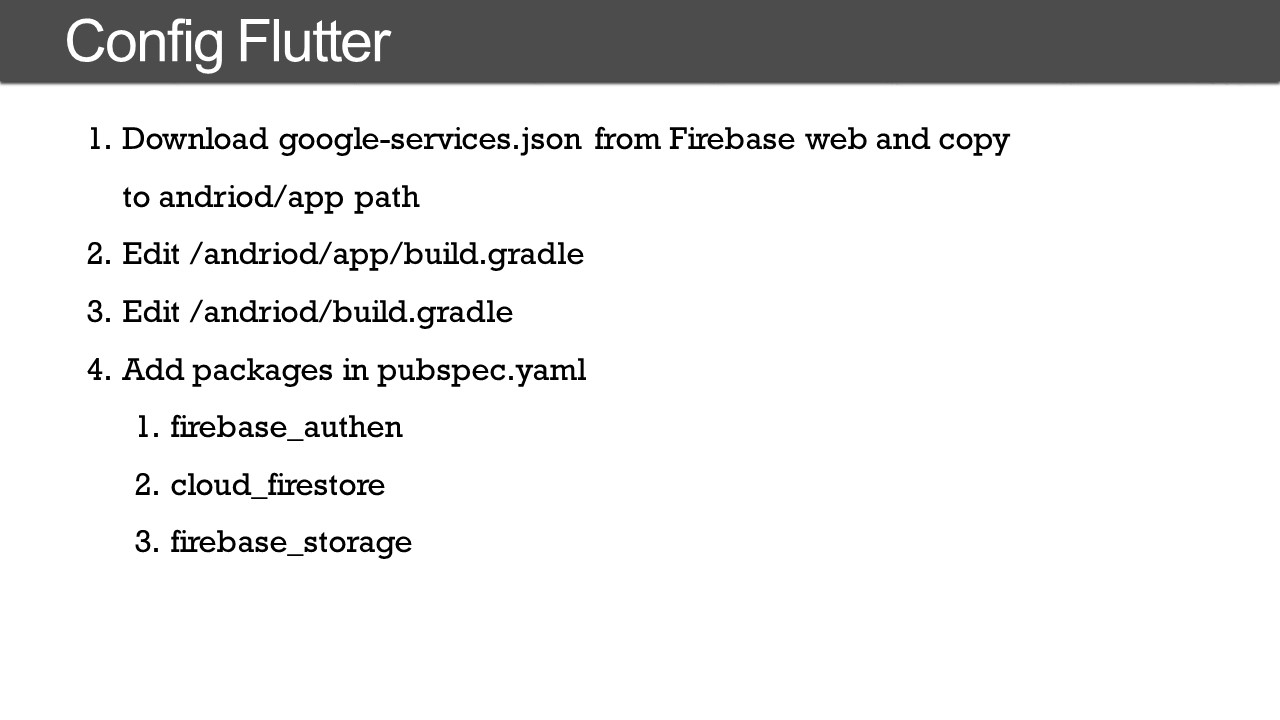 Config Flutter
1. Download google-services.json from Firebase web and copy
to andriod/app path
2. Edit /andriod/app/build.gradle
3. Edit /andriod/build.gradle
4. Add packages in pubspec.yaml
1. firebase_authen
2. cloud_firestore
3. firebase_storage